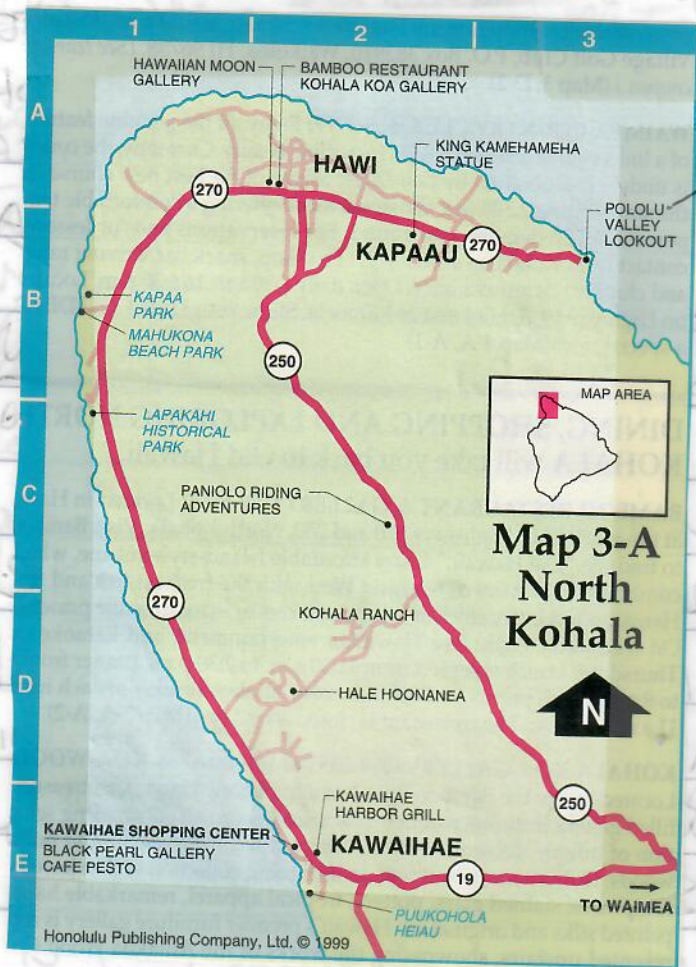 1
2
3
A
B
C
D
E
HAWAIIAN MOON
GALLERY
BAMBOO RESTAURANT
KOHALA KOA GALLERY
HAWI
KING KAMEHAMEHA
STATUE
270
KAPAAU
270
POLOLU
VALLEY
LOOKOUT
KAPAA
PARK
MAHUKONA
BEACH PARK
250
MAP AREA
LAPAKAHI
HISTORICAL
PARK
PANIOLO RIDING
ADVENTURES
Map 3-A
North
Kohala
270
KOHALA RANCH
HALE HOONANEA
N
250
KAWAIHAE
HARBOR GRILL
KAWAIHAE SHOPPING CENTER
BLACK PEARL GALLERY
CAFE PESTO
KAWAIHAE
19
TO WAIMEA
PUUKOHOLA
HEIAU
Honolulu Publishing Company, Ltd. © 1999